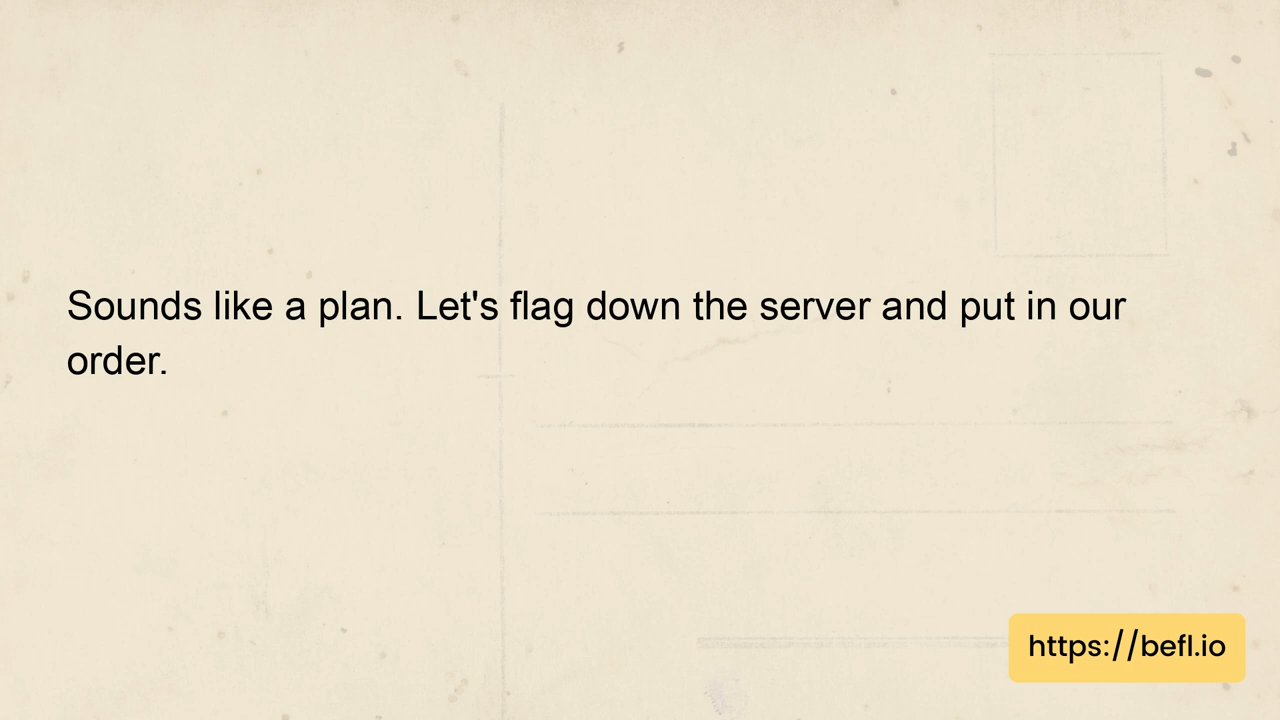 Sounds like a plan. Let's flag down the server and put in our
order.
https://befl.io